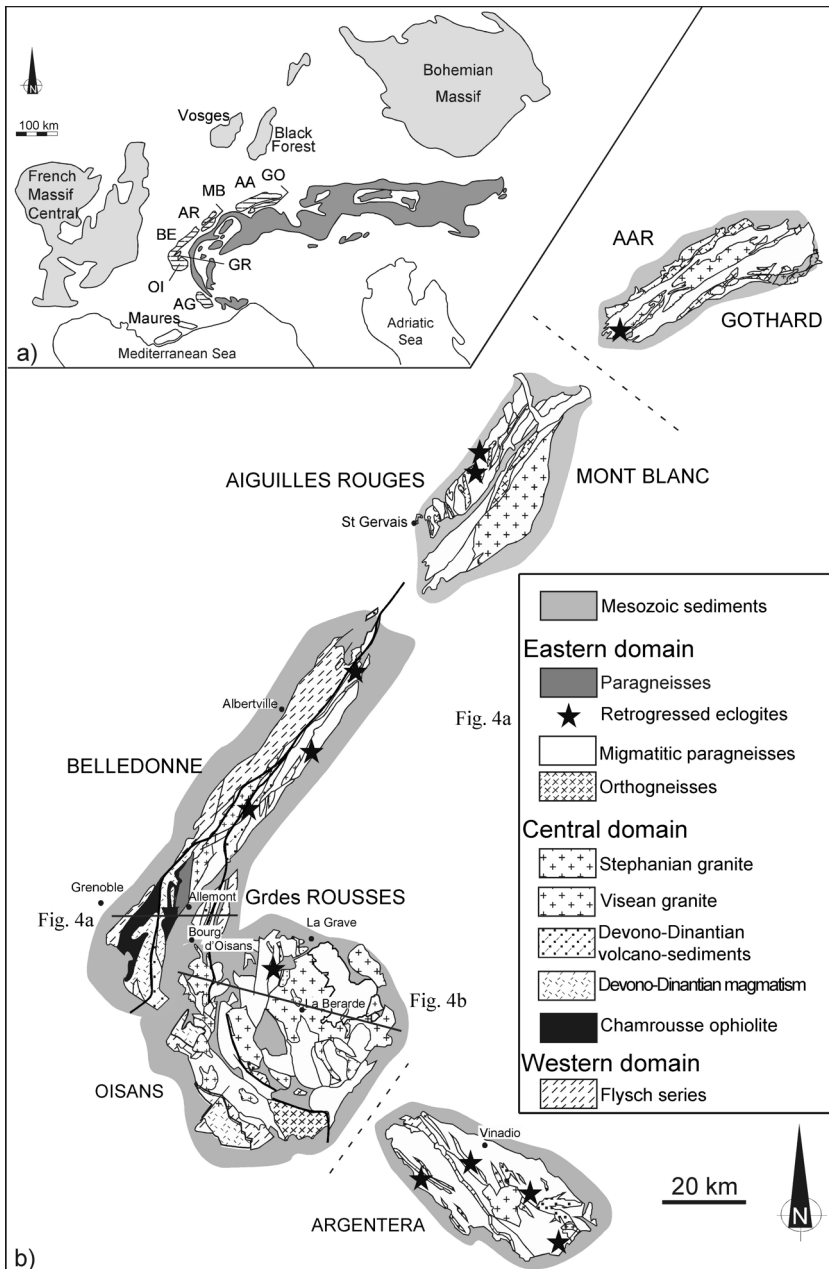 a)
N
100 km
Bohemian
Massif
Vosges
Black
Forest
French
Massif
Central
AA
GO
MB
AR
BE
GR
OI
AG
Maures
Mediterranean Sea
Adriatic
Sea
AAR
GOTHARD
AIGUILLES ROUGES
MONT BLANC
St Gervais
Albertville
BELLEDONNE
Grenoble
Fig. 4a
Allemont
Grdes ROUSSES
Bourg
d'Oisans
La Grave
La Berarde
Fig. 4b
OISANS
Vinadio
ARGENTERA
Fig. 4a
Mesozoic sediments
Eastern domain
Paragneisses
Retrogressed eclogites
Migmatitic paragneisses
Orthogneisses
Central domain
Stephanian granite
Visean granite
Devono-Dinantian
volcano-sediments
Devono-Dinantian magmatism
Chamrousse ophiolite
Western domain
Flysch series
20 km
N
b)